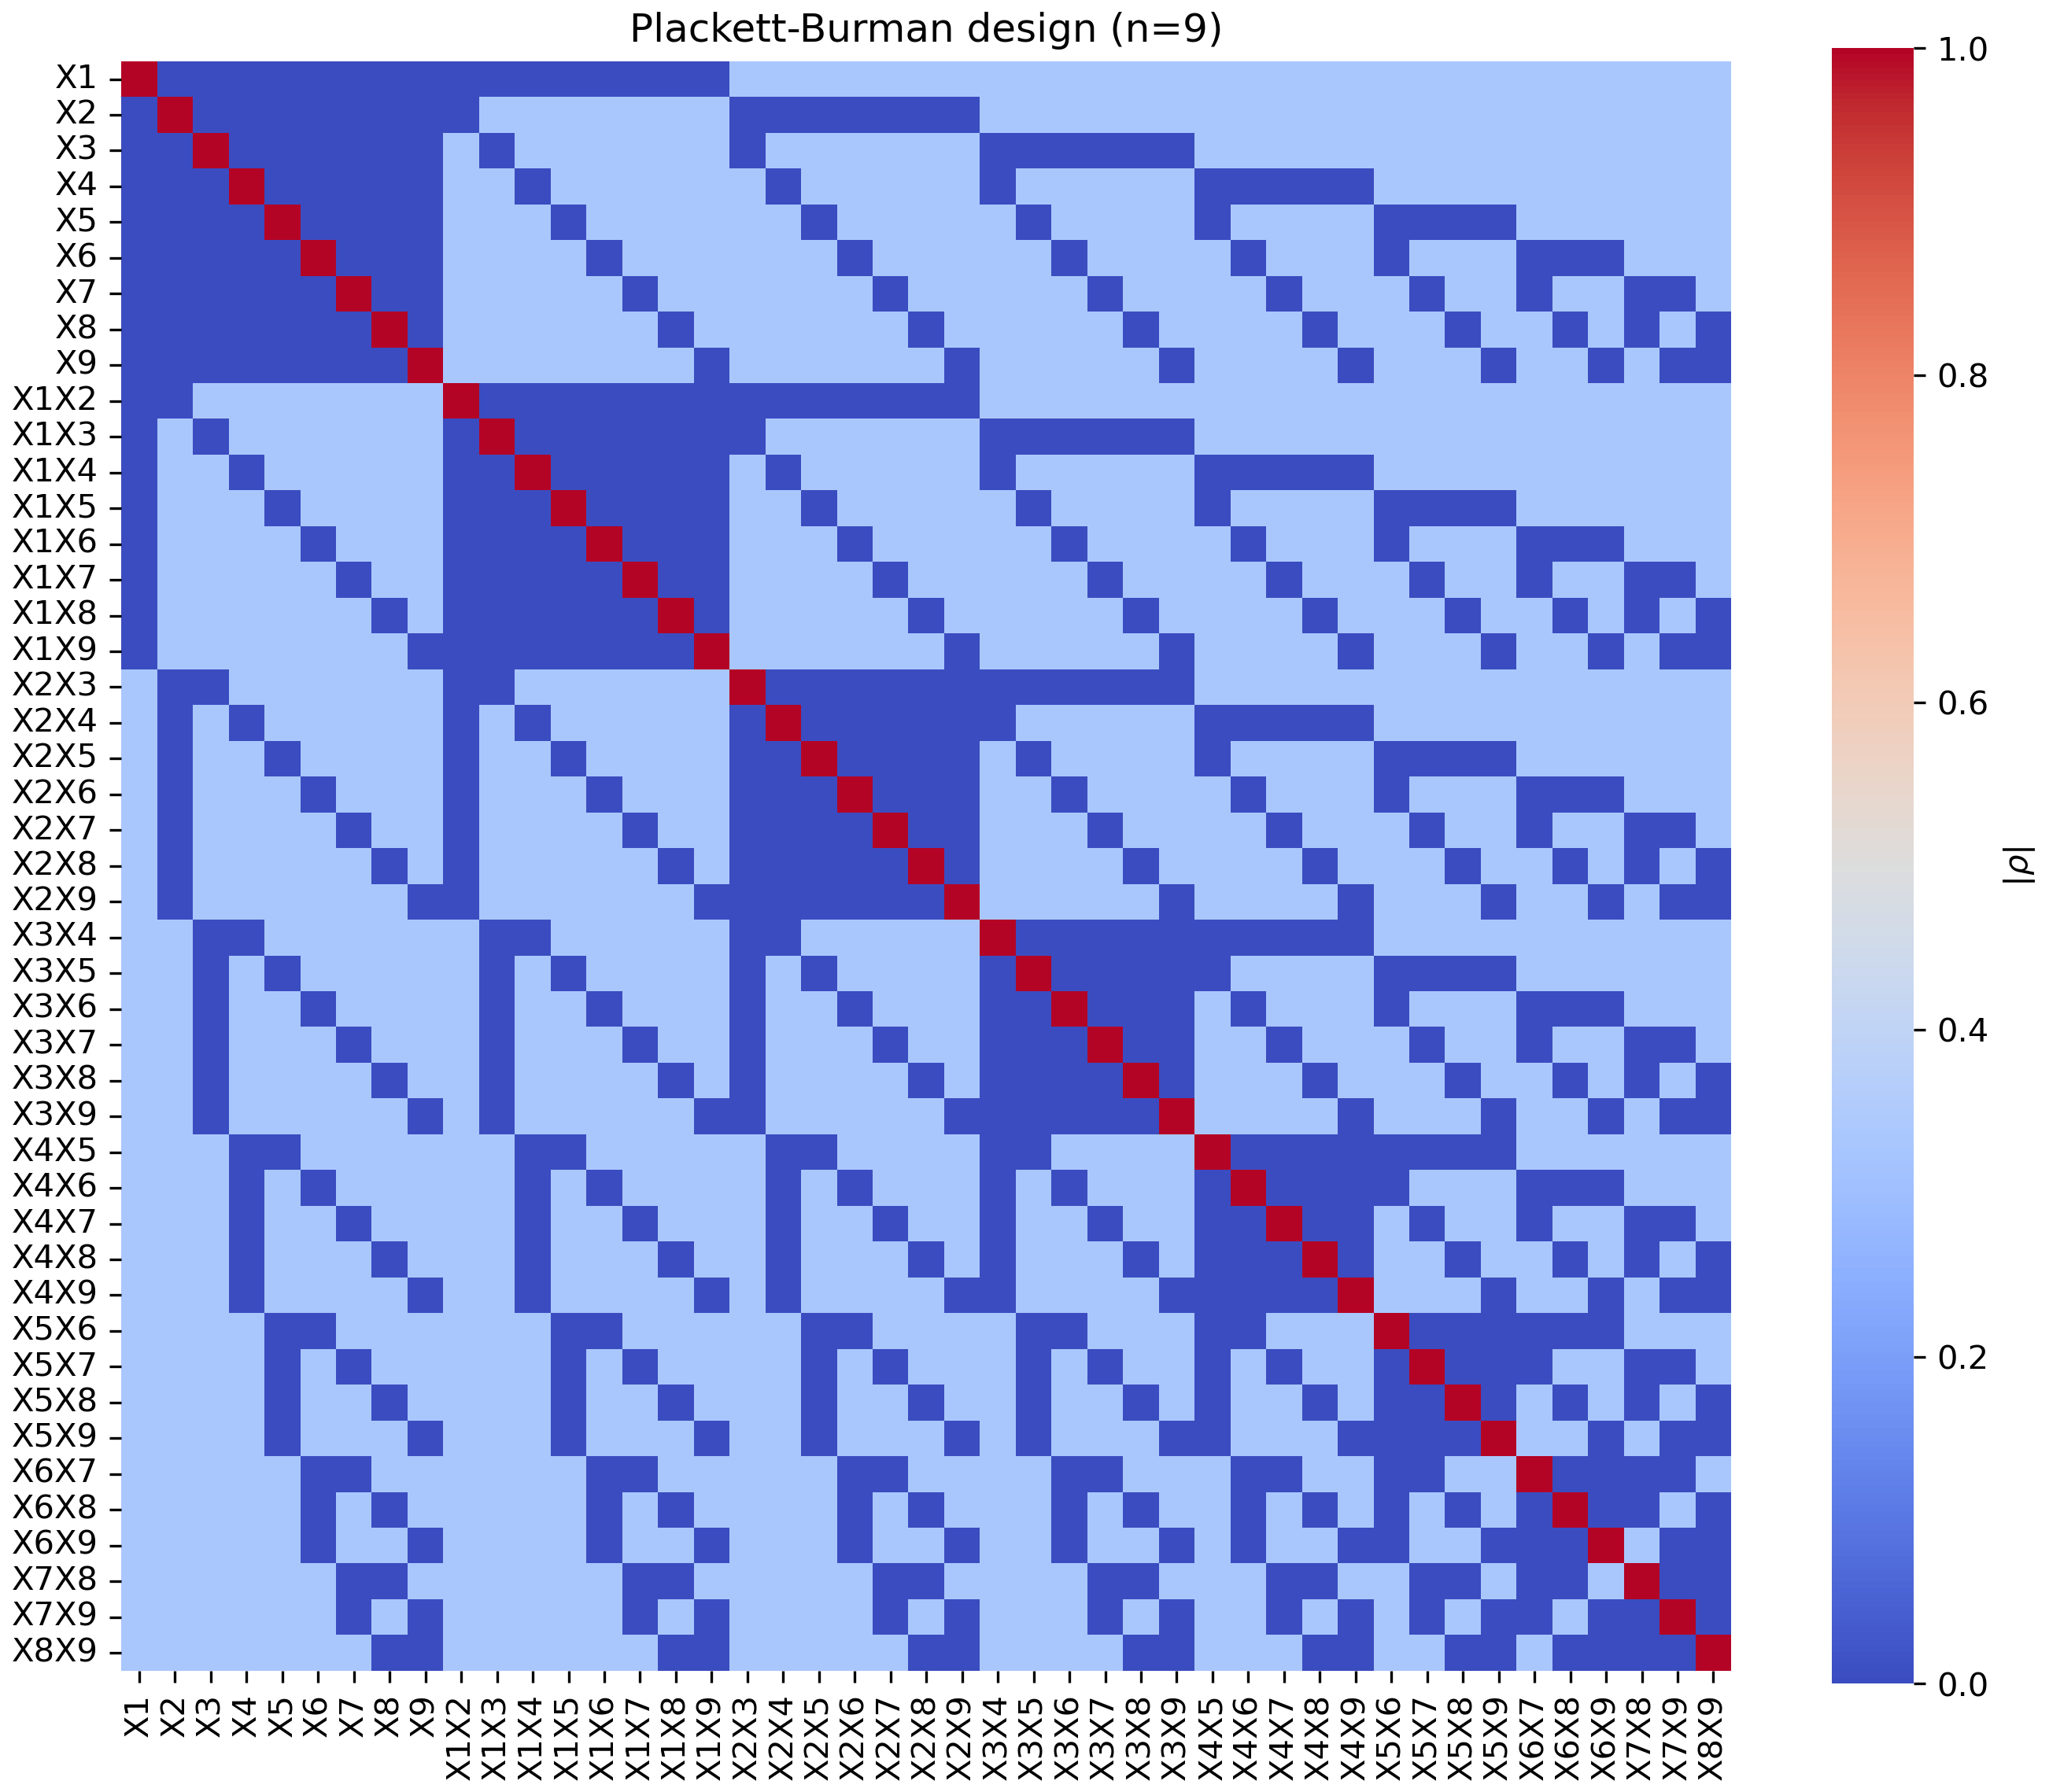 Plackett-Burman design (n=9)
X1
X2
X3
X4
X5
X6
X7
X8
X9
X1X2
X1X3
X1X4
X1X5
X1X6
X1X7
X1X8
X1X9
X2X3
X2X4
X2X5
X2X6
X2X7
X2X8
X2X9
X3X4
X3X5
X3X6
X3X7
X3X8
X3X9
X4X5
X4X6
X4X7
X4X8
X4X9
X5X6
X5X7
X5X8
X5X9
X6X7
X6X8
X6X9
X7X8
X7X9
X8X9
X1
X2
X3
X4
X5
X6
X7
X8
X9
X1X2
X1X3
X1X4
X1X5
X1X6
X1X7
X1X8
X1X9
X2X3
X2X4
X2X5
X2X6
X2X7
X2X8
X2X9
X3X4
X3X5
X3X6
X3X7
X3X8
X3X9
X4X5
X4X6
X4X7
X4X8
X4X9
X5X6
X5X7
X5X8
X5X9
X6X7
X6X8
X6X9
X7X8
X7X9
X8X9
1.0
0.8
0.6
0.4
0.2
0.0
|ρ|